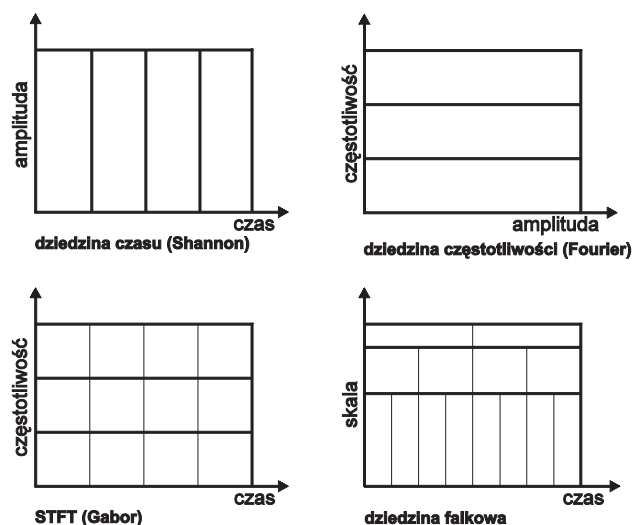 amplituda
czas
dziedzina czasu (Shannon)
częstotliwość
amplituda
dziedzina częstotliwości (Fourier)
częstotliwość
czas
STFT (Gabor)
skala
czas
dziedzina falkowa